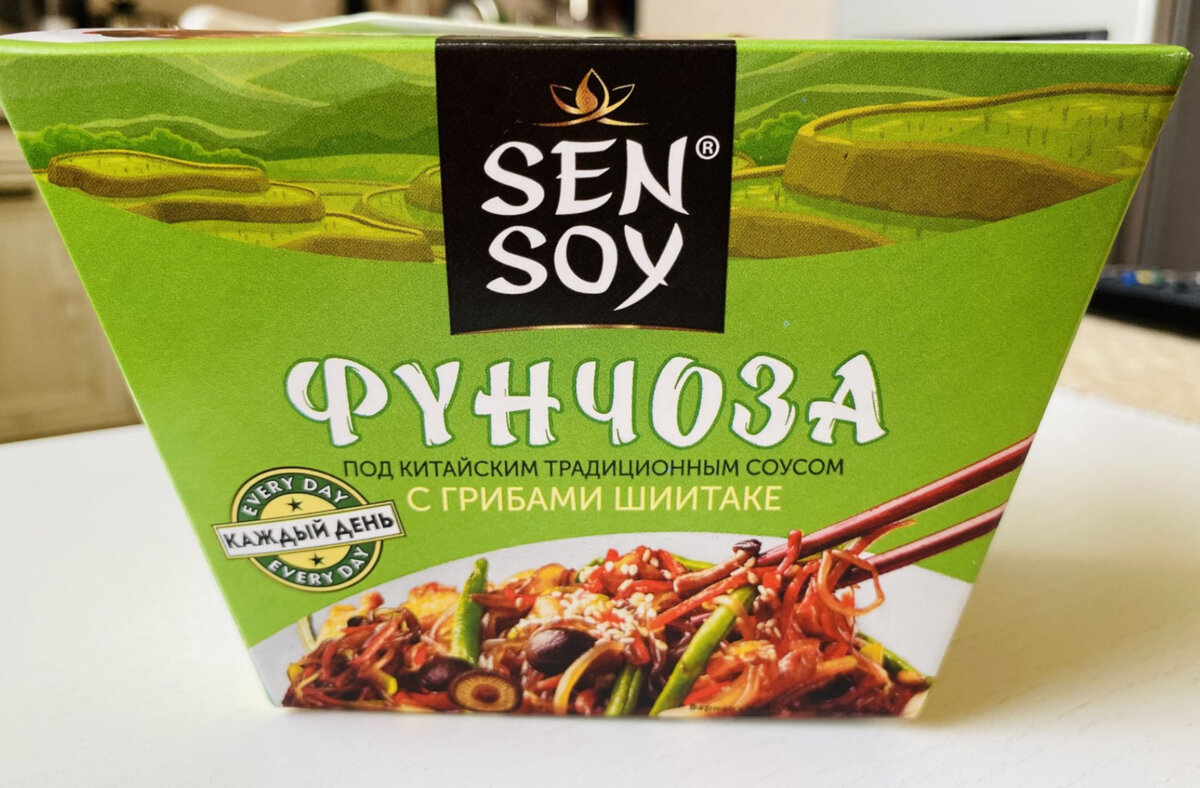 SEN®
SOY
ФУНЧОЗА
ПОД КИТАЙСКИМ ТРАДИЦИОННЫМ СОУСОМ
С ГРИБАМИ ШИИТАКЕ
EVERY DAY
КАЖДЫЙ ДЕНЬ
EVERY DAY